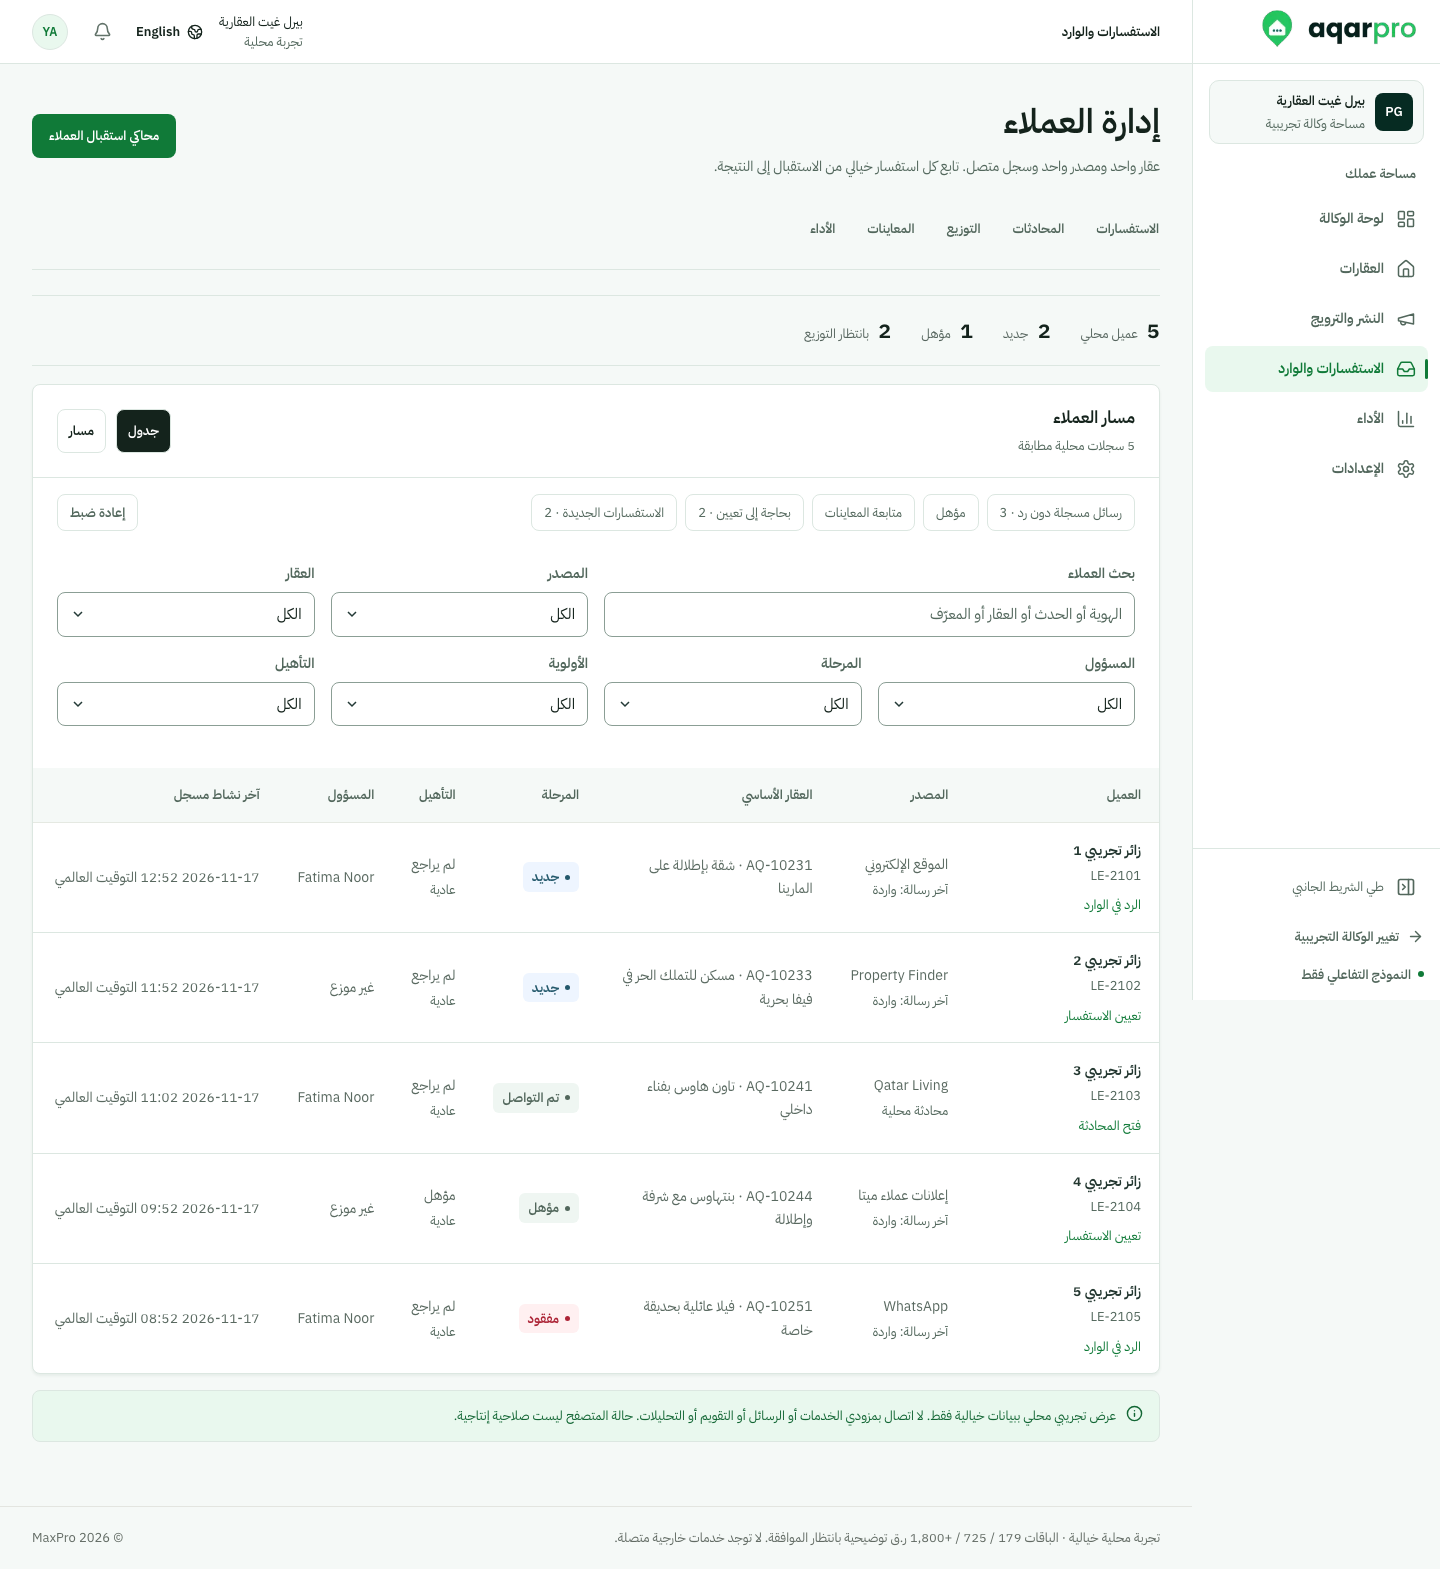 aqarpro
الاستفسارات والوارد
بيرل غيت العقارية
تجربة محلية
English
YA
PG
بيرل غيت العقارية
مساحة وكالة تجريبية
مساحة عملك
لوحة الوكالة
العقارات
النشر والترويج
الاستفسارات والوارد
الأداء
الإعدادات
طي الشريط الجانبي
تغيير الوكالة التجريبية
النموذج التفاعلي فقط
إدارة العملاء
عقار واحد ومصدر واحد وسجل متصل. تابع كل استفسار خيالي من الاستقبال إلى النتيجة.
محاكي استقبال العملاء
الاستفسارات المحادثات التوزيع المعاينات الأداء
5 عميل محلي 2 جديد 1 مؤهل 2 بانتظار التوزيع
مسار العملاء
5 سجلات محلية مطابقة
جدول مسار
رسائل مسجلة دون رد · 3 مؤهل متابعة المعاينات بحاجة إلى تعيين · 2 الاستفسارات الجديدة · 2 إعادة ضبط
بحث العملاء المصدر العقار
الهوية أو الحدث أو العقار أو المعرّف الكل الكل
المسؤول المرحلة الأولوية التأهيل
الكل الكل الكل الكل
العميل المصدر العقار الأساسي المرحلة التأهيل المسؤول آخر نشاط مسجل
زائر تجريبي 1
LE-2101
الرد في الوارد
الموقع الإلكتروني
آخر رسالة: واردة
AQ-10231 · شقة بإطلالة على
المارينا
جديد
لم يراجع
عادية
Fatima Noor
2026-11-17 12:52 التوقيت العالمي
زائر تجريبي 2
LE-2102
تعيين الاستفسار
Property Finder
آخر رسالة: واردة
AQ-10233 · مسكن للتملك الحر في
فيفا بحرية
جديد
لم يراجع
عادية
غير موزع
2026-11-17 11:52 التوقيت العالمي
زائر تجريبي 3
LE-2103
فتح المحادثة
Qatar Living
محادثة محلية
AQ-10241 · تاون هاوس بفناء
داخلي
تم التواصل
لم يراجع
عادية
Fatima Noor
2026-11-17 11:02 التوقيت العالمي
زائر تجريبي 4
LE-2104
تعيين الاستفسار
إعلانات عملاء ميتا
آخر رسالة: واردة
AQ-10244 · بنتهاوس مع شرفة
وإطلالة
مؤهل
مؤهل
عادية
غير موزع
2026-11-17 09:52 التوقيت العالمي
زائر تجريبي 5
LE-2105
الرد في الوارد
WhatsApp
آخر رسالة: واردة
AQ-10251 · فيلا عائلية بحديقة
خاصة
مفقود
لم يراجع
عادية
Fatima Noor
2026-11-17 08:52 التوقيت العالمي
عرض تجريبي محلي ببيانات خيالية فقط. لا اتصال بمزودي الخدمات أو الرسائل أو التقويم أو التحليلات. حالة المتصفح ليست صلاحية إنتاجية.
تجربة محلية خيالية · الباقات 179 / 725 / +1,800 ر.ق توضيحية بانتظار الموافقة. لا توجد خدمات خارجية متصلة.
© 2026 MaxPro